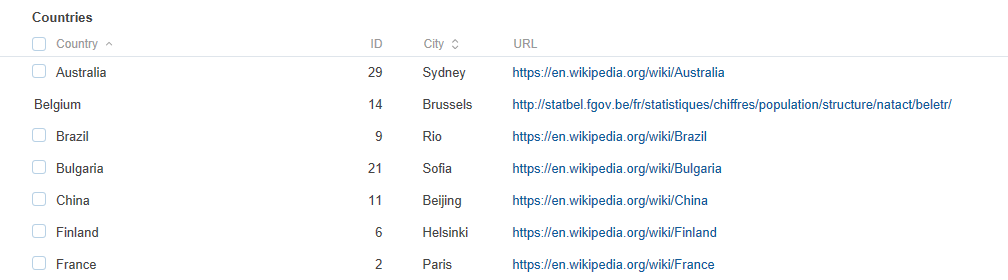 Countries
Country ID City URL
Australia 29 Sydney https://en.wikipedia.org/wiki/Australia
Belgium 14 Brussels http://statbel.fgov.be/fr/statistiques/chiffres/population/structure/natact/beletr/
Brazil 9 Rio https://en.wikipedia.org/wiki/Brazil
Bulgaria 21 Sofia https://en.wikipedia.org/wiki/Bulgaria
China 11 Beijing https://en.wikipedia.org/wiki/China
Finland 6 Helsinki https://en.wikipedia.org/wiki/Finland
France 2 Paris https://en.wikipedia.org/wiki/France